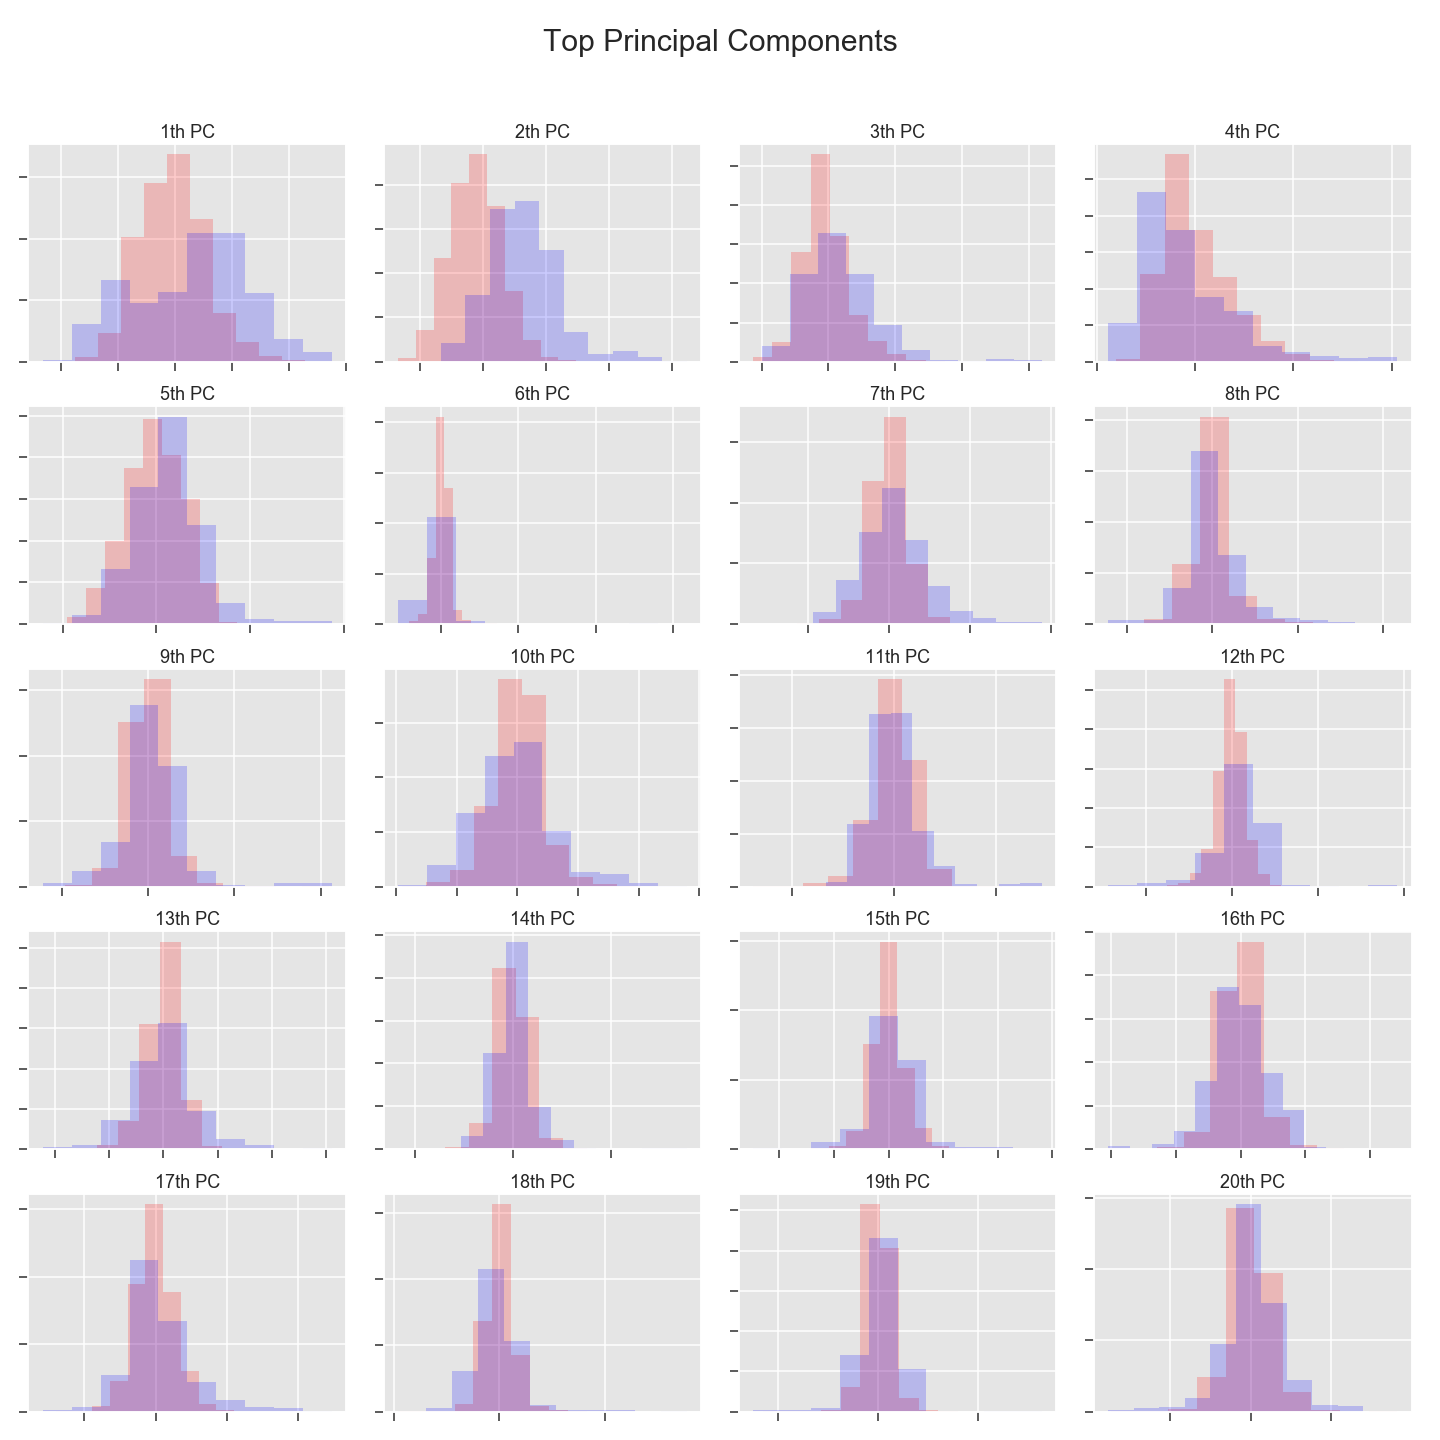 Top Principal Components
1th PC
2th PC
3th PC
4th PC
5th PC
6th PC
7th PC
8th PC
9th PC
10th PC
11th PC
12th PC
13th PC
14th PC
15th PC
16th PC
17th PC
18th PC
19th PC
20th PC